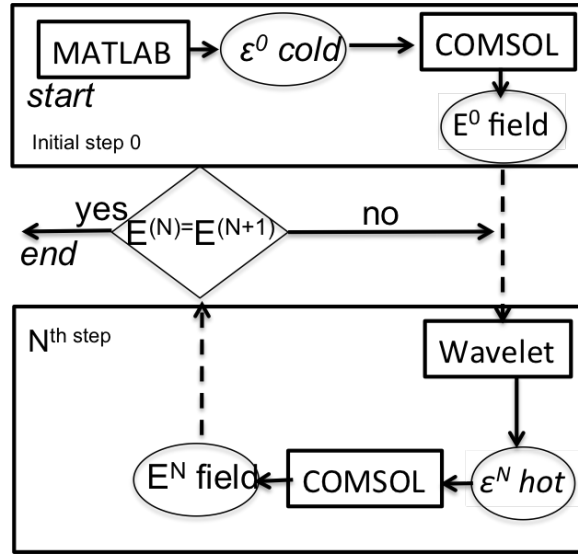 MATLAB
ε⁰ cold
COMSOL
start
E⁰ field
Initial step 0
yes
E⁽ᴺ⁾=E⁽ᴺ⁺¹⁾
no
end
Nᵗʰ step
Wavelet
Eᴺ field
COMSOL
εᴺ hot